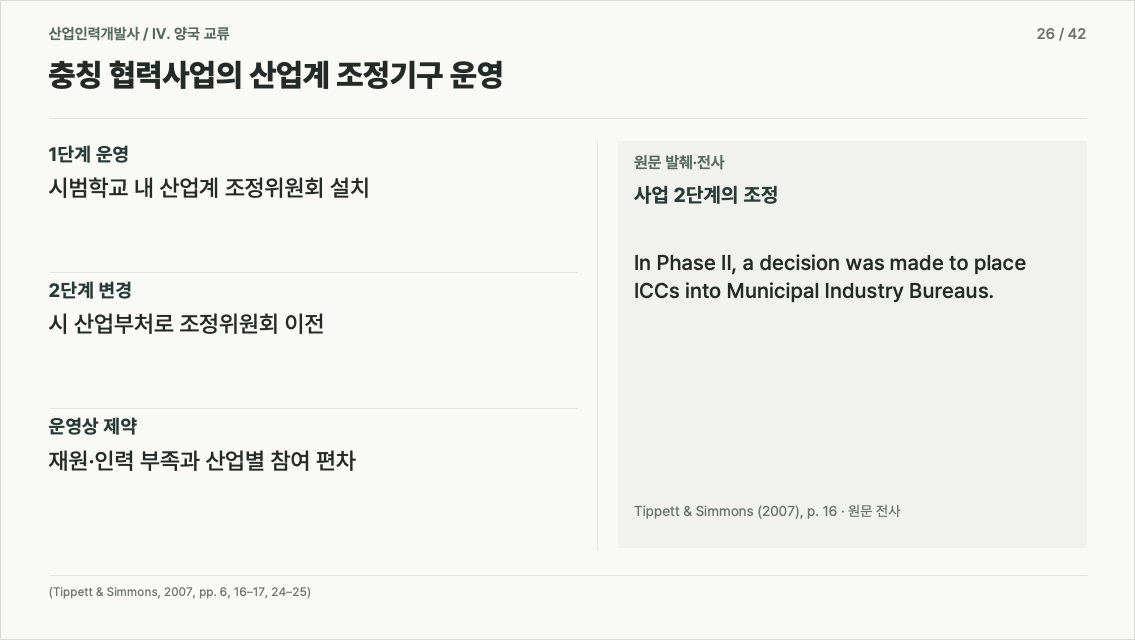 산업인력개발사 / IV. 양국 교류
26 / 42
충칭 협력사업의 산업계 조정기구 운영
1단계 운영
시범학교 내 산업계 조정위원회 설치
2단계 변경
시 산업부처로 조정위원회 이전
운영상 제약
재원·인력 부족과 산업별 참여 편차
원문 발췌·전사
사업 2단계의 조정
In Phase II, a decision was made to place
ICCs into Municipal Industry Bureaus.
Tippett & Simmons (2007), p. 16 · 원문 전사
(Tippett & Simmons, 2007, pp. 6, 16–17, 24–25)